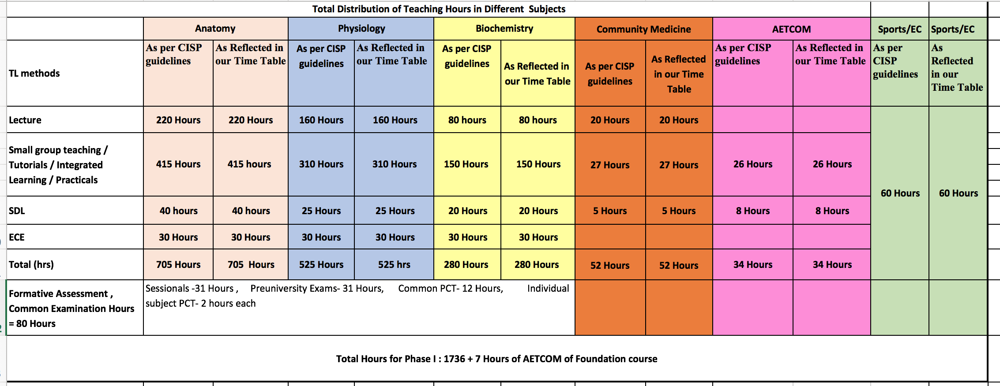 Total Distribution of Teaching Hours in Different  Subjects
Anatomy Physiology Biochemistry Community Medicine AETCOM Sports/EC Sports/EC
TL methods
As per CISP
guidelines
As Reflected in
our Time Table
As per CISP
guidelines
As Reflected in
our Time Table
As per CISP
guidelines
As Reflected in
our Time Table
As per CISP
guidelines
As Reflected
in our Time
Table
As per CISP
guidelines
As Reflected in
our Time Table
As per
CISP
guidelines
As
Reflected
in our
Time Table
Lecture 220 Hours 220 Hours 160 Hours 160 Hours 80 hours 80 hours 20 Hours 20 Hours
Small group teaching /
Tutorials / Integrated
Learning / Practicals
415 Hours 415 hours 310 Hours 310 Hours 150 Hours 150 Hours 27 Hours 27 Hours 26 Hours 26 Hours
60 Hours 60 Hours
SDL 40 hours 40 hours 25 Hours 25 Hours 20 Hours 20 Hours 5 Hours 5 Hours 8 Hours 8 Hours
ECE 30 Hours 30 Hours 30 Hours 30 Hours 30 Hours 30 Hours
Total (hrs) 705 Hours 705  Hours 525 Hours 525 hrs 280 Hours 280 Hours 52 Hours 52 Hours 34 Hours 34 Hours
Formative Assessment ,
Common Examination Hours
= 80 Hours
Sessionals -31 Hours ,    Preuniversity Exams- 31 Hours,    Common PCT- 12 Hours,    Individual
subject PCT- 2 hours each
Total Hours for Phase I : 1736 + 7 Hours of AETCOM of Foundation course